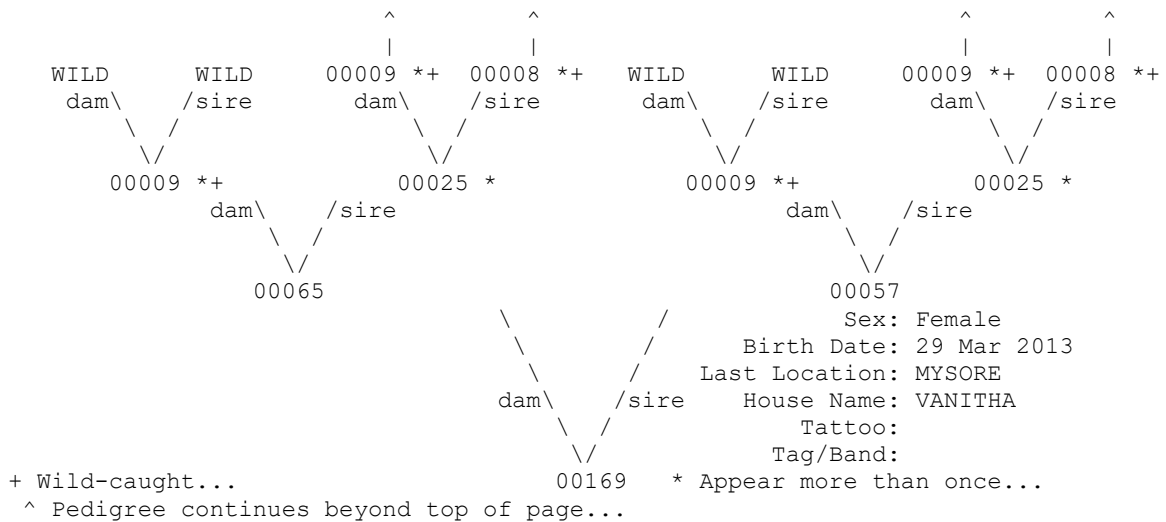 ^ ^ ^ ^
| | | |
WILD WILD 00009 *+ 00008 *+ WILD WILD 00009 *+ 00008 *+
dam\ /sire dam\ /sire dam\ /sire dam\ /sire
\ / \ / \ / \ /
\/ \/ \/ \/
00009 *+ 00025 * 00009 *+ 00025 *
dam\ /sire dam\ /sire
\ / \ /
\/ \/
00065 00057
\ / Sex: Female
\ / Birth Date: 29 Mar 2013
\ / Last Location: MYSORE
dam\ /sire House Name: VANITHA
\ / Tattoo:
\/ Tag/Band:
+ Wild-caught... 00169 * Appear more than once...
^ Pedigree continues beyond top of page...